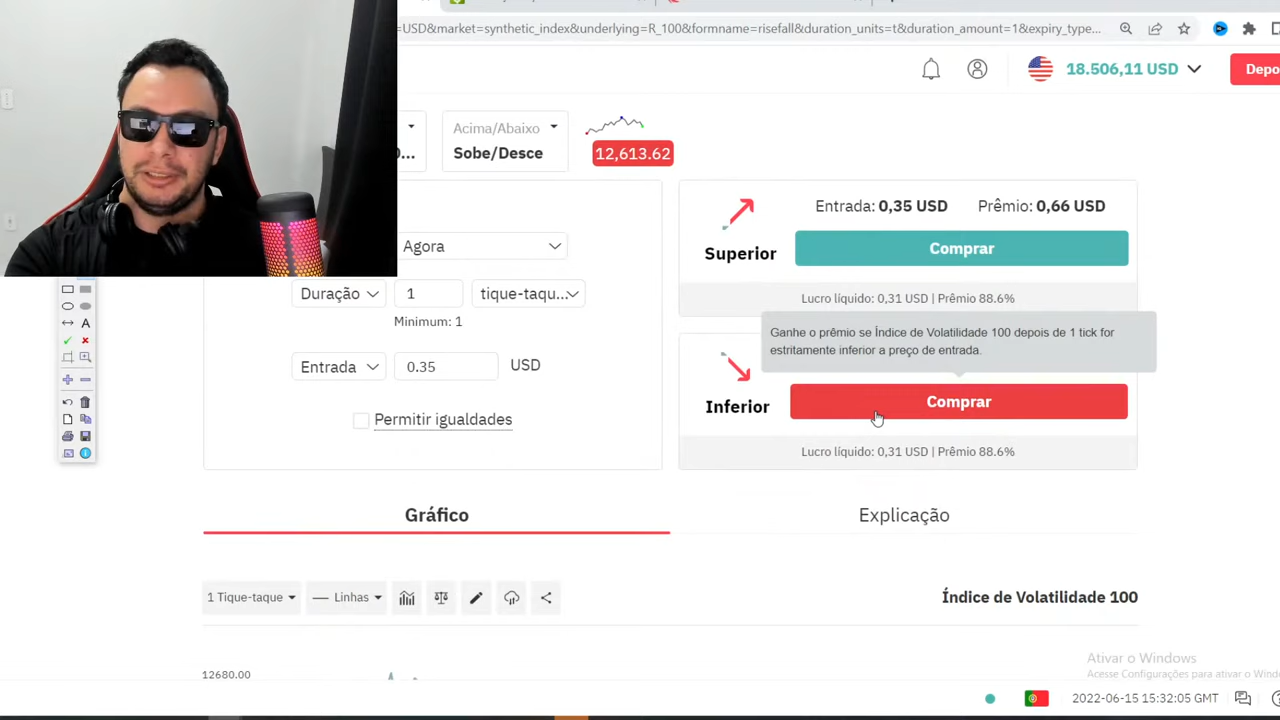 =USD&market=synthetic_index&underlying=R_100&formname=risefall&duration_units=t&duration_amount=1&expiry_type...
18.506,11 USD
Depo
Acima/Abaixo
Sobe/Desce
12,613.62
Agora
Duração
1
tique-taqu...
Minimum: 1
Entrada
0.35
USD
Permitir igualdades
Entrada: 0,35 USD Prêmio: 0,66 USD
Superior
Comprar
Lucro líquido: 0,31 USD | Prêmio 88.6%
Ganhe o prêmio se Índice de Volatilidade 100 depois de 1 tick for
estritamente inferior a preço de entrada.
Inferior
Comprar
Lucro líquido: 0,31 USD | Prêmio 88.6%
A
Gráfico
Explicação
1 Tique-taque
Linhas
Índice de Volatilidade 100
12680.00
Ativar o Windows
Acesse Configurações para ativar o Wind
2022-06-15 15:32:05 GMT